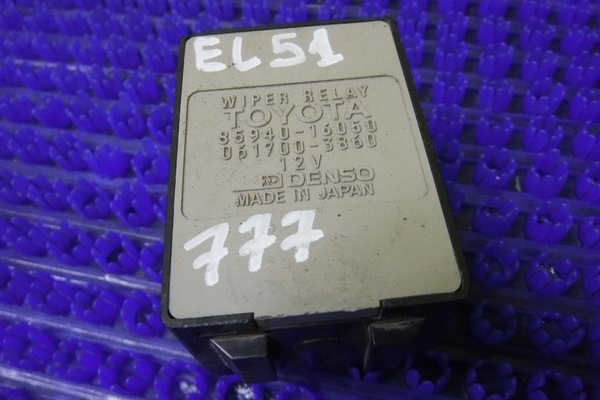 EL51
WIPER RELAY
TOYOTA
85940-16050
061700-3860
12V
DENSO
MADE IN JAPAN
777